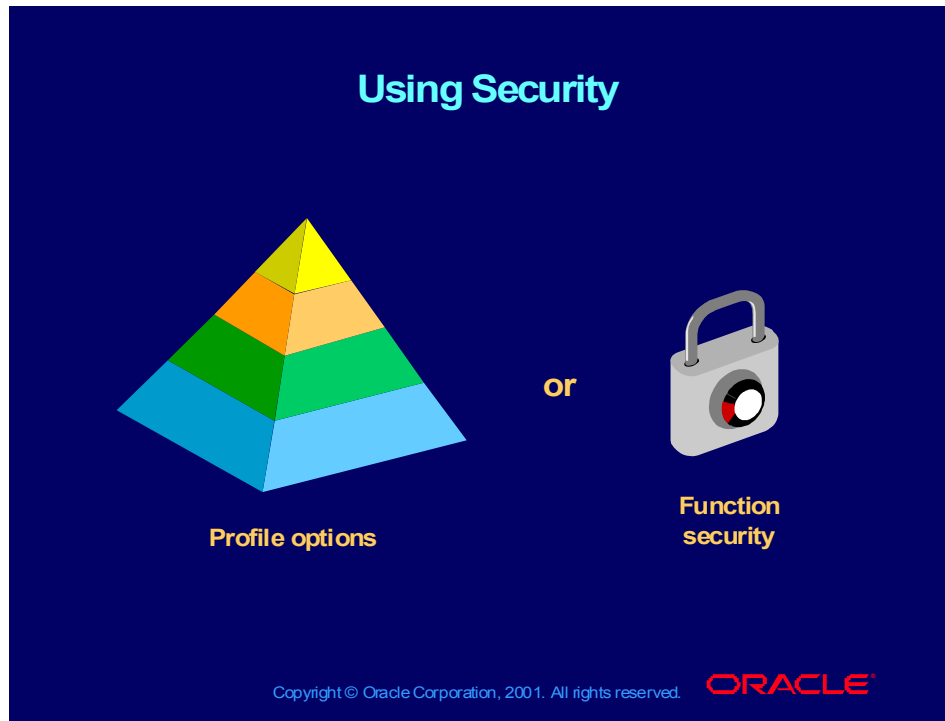 Using Security
or
Profile options
Function
security
Copyright © Oracle Corporation, 2001. All rights reserved.
ORACLE®